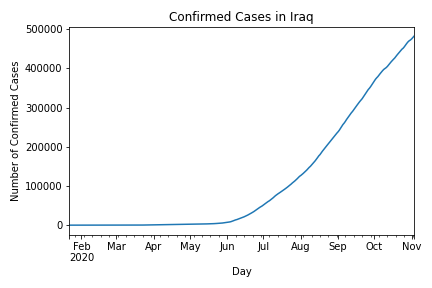 Confirmed Cases in Iraq
Number of Confirmed Cases
500000
400000
300000
200000
100000
0
Feb Mar Apr May Jun Jul Aug Sep Oct Nov
2020
Day